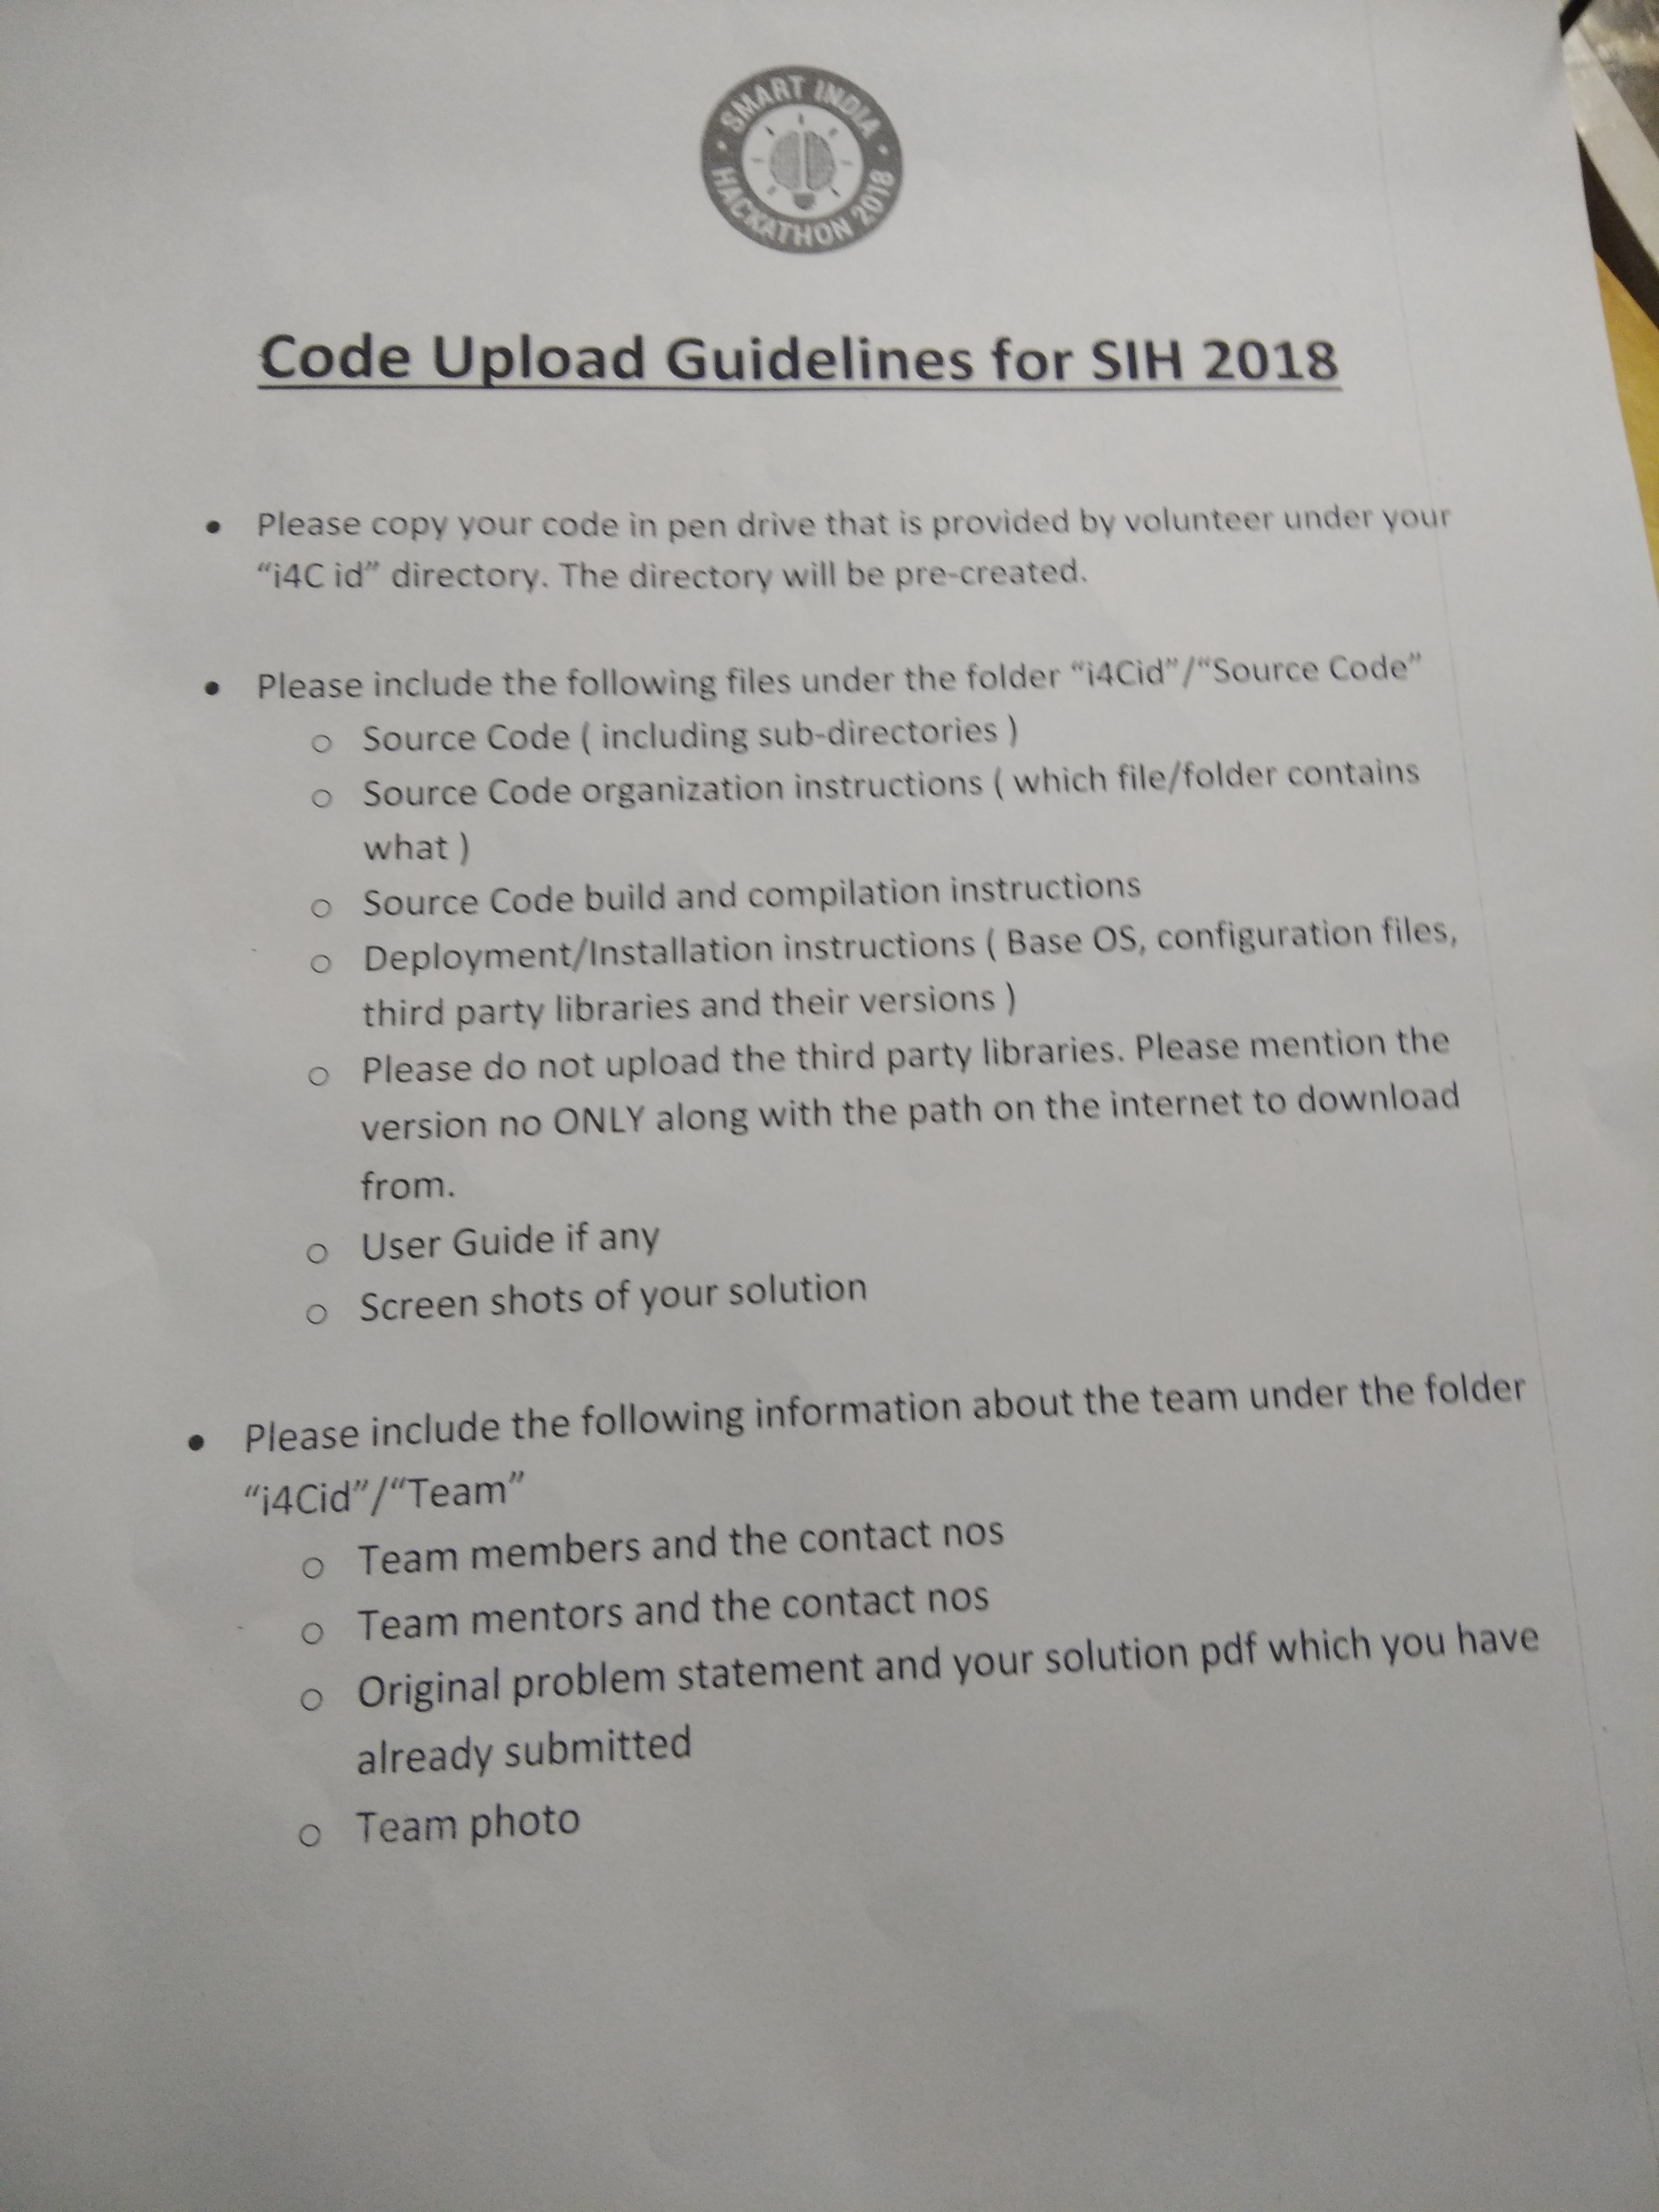 SMART INDIA
HACKATHON 2018
Code Upload Guidelines for SIH 2018
• Please copy your code in pen drive that is provided by volunteer under your
“i4C id” directory. The directory will be pre-created.
• Please include the following files under the folder “i4Cid”/“Source Code”
o Source Code ( including sub-directories )
o Source Code organization instructions ( which file/folder contains
what )
o Source Code build and compilation instructions
o Deployment/Installation instructions ( Base OS, configuration files,
third party libraries and their versions )
o Please do not upload the third party libraries. Please mention the
version no ONLY along with the path on the internet to download
from.
o User Guide if any
o Screen shots of your solution
• Please include the following information about the team under the folder
“i4Cid”/“Team”
o Team members and the contact nos
o Team mentors and the contact nos
o Original problem statement and your solution pdf which you have
already submitted
o Team photo